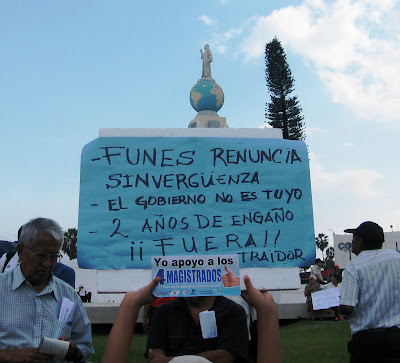 - FUNES RENUNCIA
SINVERGÜENZA
- EL GOBIERNO NO ES TUYO
- 2 AÑOS DE ENGAÑO
¡¡ FUERA!!
TRAIDOR
Yo apoyo a los
4 MAGISTRADOS